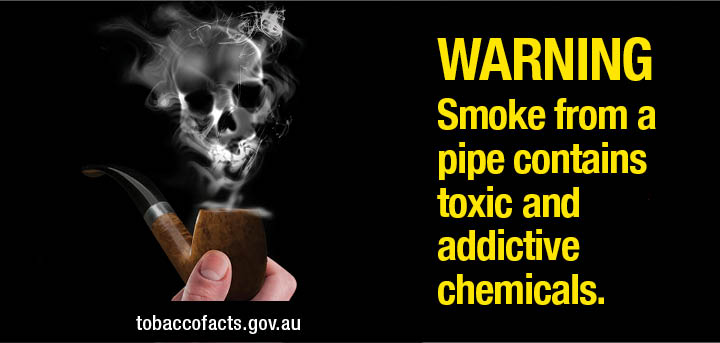 WARNING
Smoke from a
pipe contains
toxic and
addictive
chemicals.
tobaccofacts.gov.au